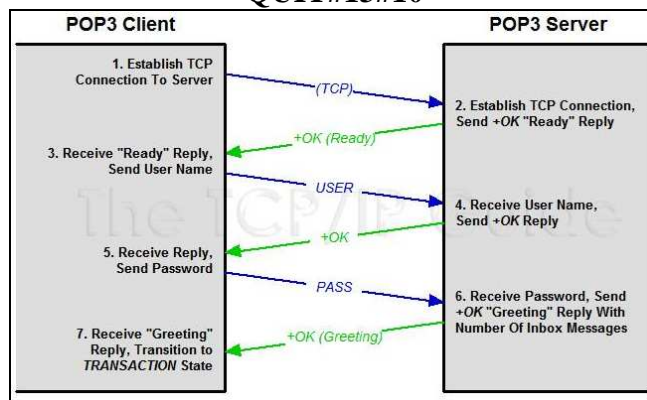 POP3 Client
POP3 Server
1. Establish TCP
Connection To Server
(TCP)
2. Establish TCP Connection,
Send +OK "Ready" Reply
+OK (Ready)
3. Receive "Ready" Reply,
Send User Name
USER
4. Receive User Name,
Send +OK Reply
+OK
5. Receive Reply,
Send Password
PASS
6. Receive Password, Send
+OK "Greeting" Reply With
Number Of Inbox Messages
+OK (Greeting)
7. Receive "Greeting"
Reply, Transition to
TRANSACTION State
The TCP/IP Guide